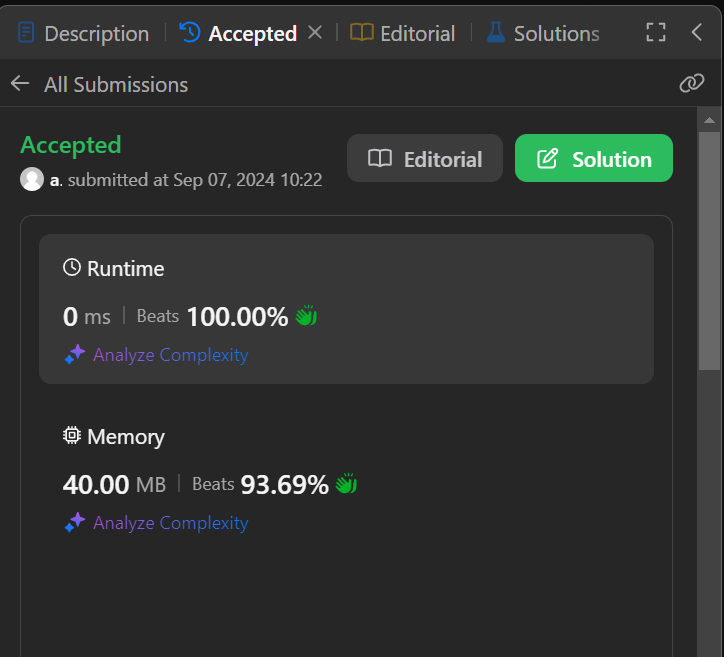 Description | Accepted | Editorial | Solutions
All Submissions
Accepted
Editorial
Solution
a. submitted at Sep 07, 2024 10:22
Runtime
0 ms | Beats 100.00%
Analyze Complexity
Memory
40.00 MB | Beats 93.69%
Analyze Complexity